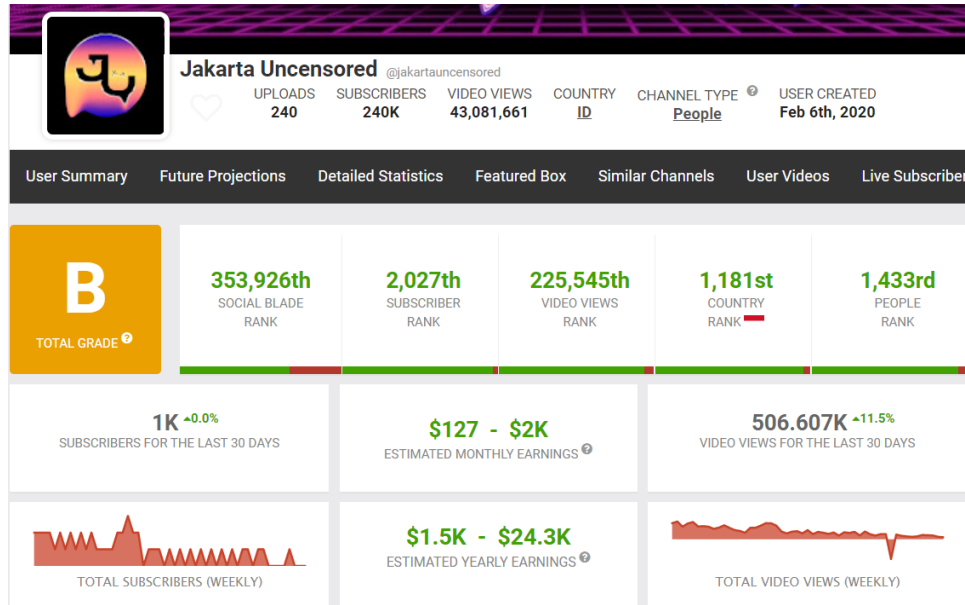 Jakarta Uncensored @jakartauncensored
UPLOADS SUBSCRIBERS VIDEO VIEWS COUNTRY CHANNEL TYPE ? USER CREATED
240 240K 43,081,661 ID People Feb 6th, 2020
User Summary Future Projections Detailed Statistics Featured Box Similar Channels User Videos Live Subscriber
B
TOTAL GRADE ?
353,926th 2,027th 225,545th 1,181st 1,433rd
SOCIAL BLADE SUBSCRIBER VIDEO VIEWS COUNTRY PEOPLE
RANK RANK RANK RANK RANK
1K 0.0%
SUBSCRIBERS FOR THE LAST 30 DAYS
$127 - $2K
ESTIMATED MONTHLY EARNINGS ?
506.607K 11.5%
VIDEO VIEWS FOR THE LAST 30 DAYS
TOTAL SUBSCRIBERS (WEEKLY)
$1.5K - $24.3K
ESTIMATED YEARLY EARNINGS ?
TOTAL VIDEO VIEWS (WEEKLY)